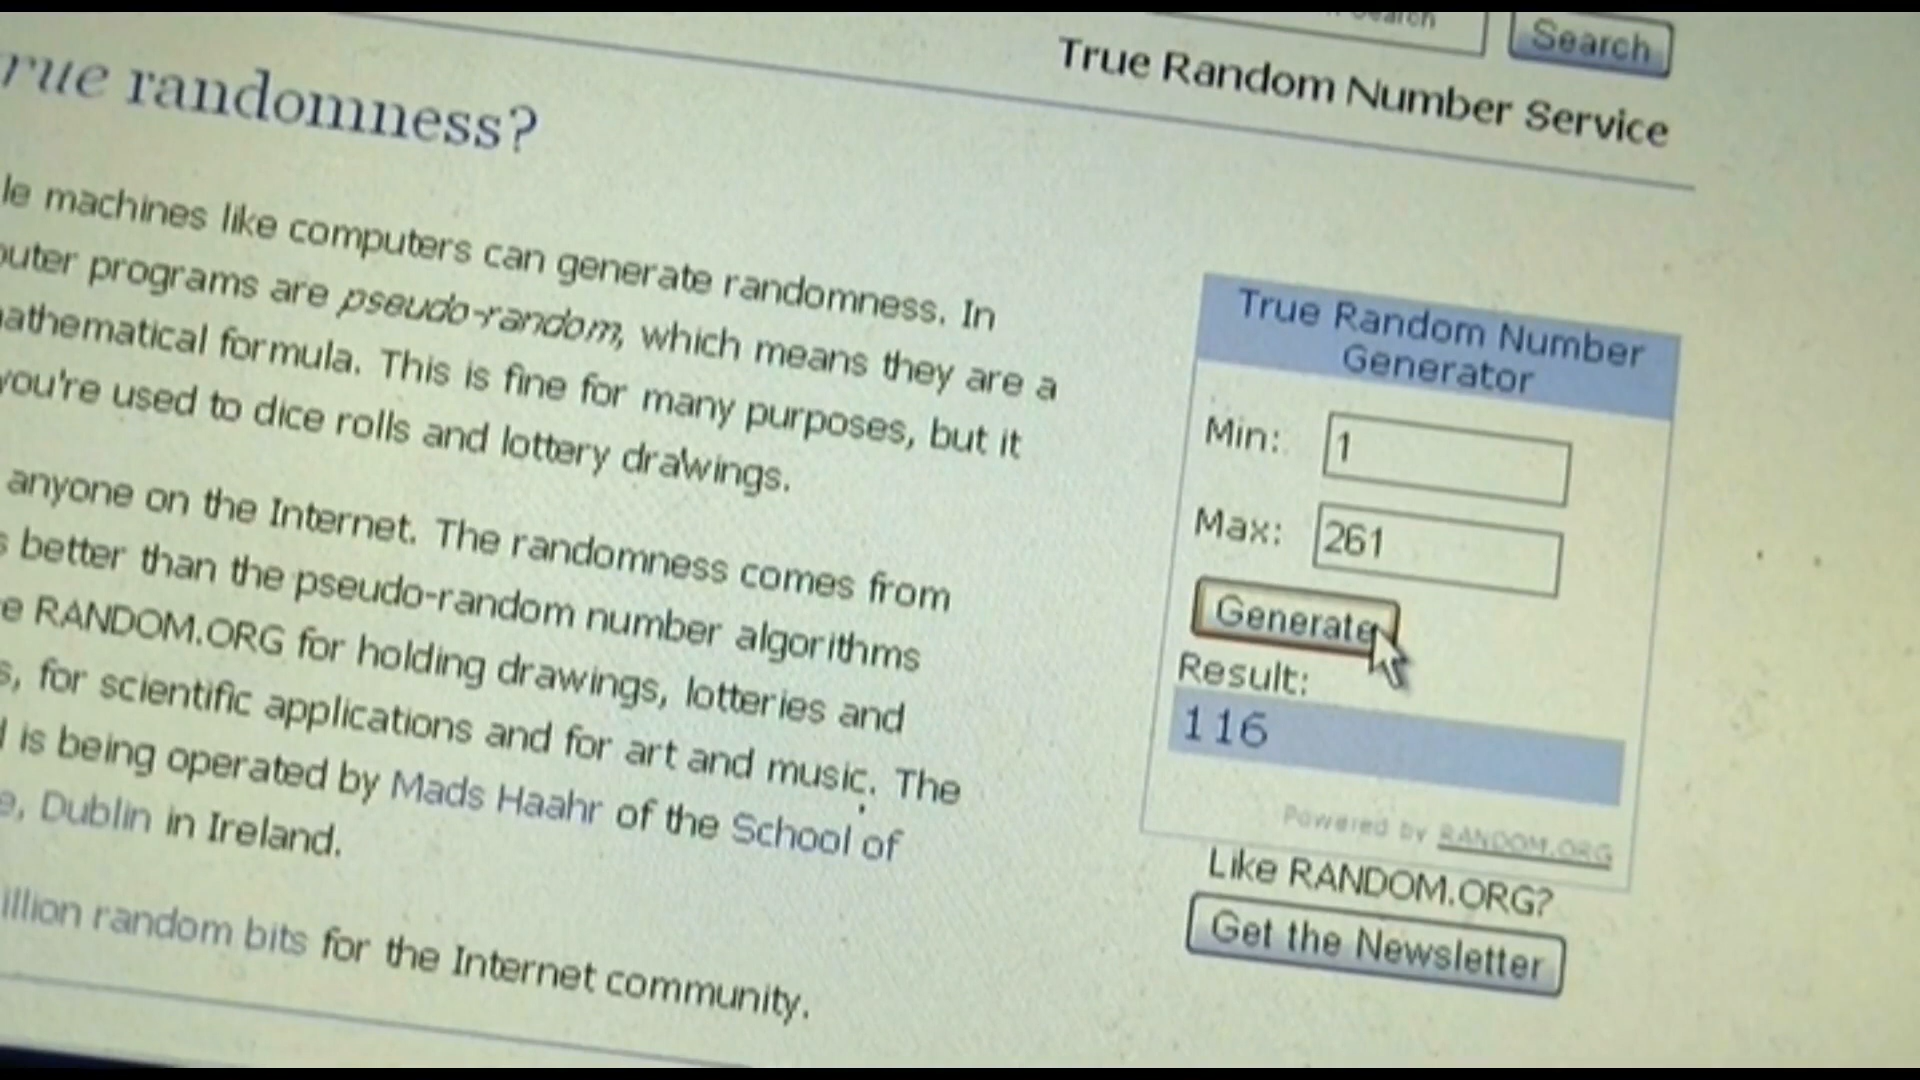 Search
Search
True Random Number Service
rue randomness?
le machines like computers can generate randomness. In
outer programs are pseudo-random, which means they are a
athematical formula. This is fine for many purposes, but it
you're used to dice rolls and lottery drawings.
anyone on the Internet. The randomness comes from
s better than the pseudo-random number algorithms
e RANDOM.ORG for holding drawings, lotteries and
s, for scientific applications and for art and music. The
is being operated by Mads Haahr of the School of
e, Dublin in Ireland.
illion random bits for the Internet community.
True Random Number
Generator
Min: 1
Max: 261
Generate
Result:
116
Powered by RANDOM.ORG
Like RANDOM.ORG?
Get the Newsletter